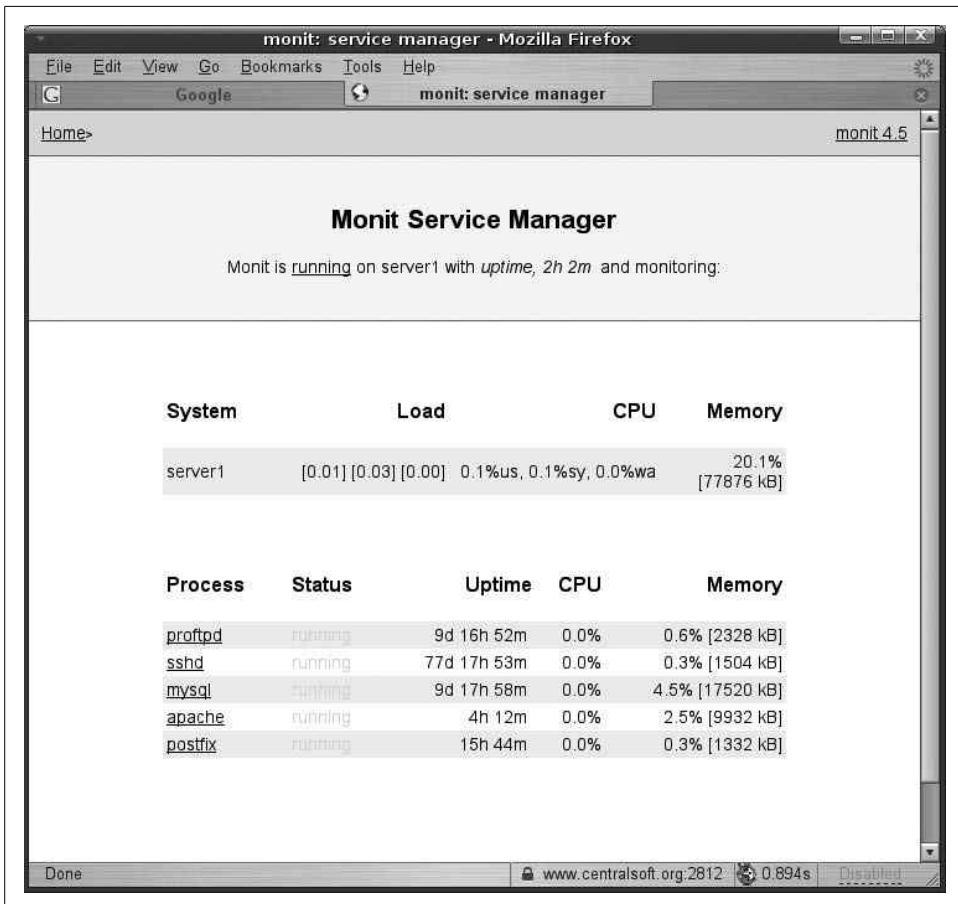 monit: service manager - Mozilla Firefox
File Edit View Go Bookmarks Tools Help
G Google monit: service manager
Home> monit 4.5
Monit Service Manager
Monit is running on server1 with uptime, 2h 2m and monitoring:
System Load CPU Memory
server1 [0.01] [0.03] [0.00] 0.1%us, 0.1%sy, 0.0%wa 20.1% [77876 kB]
Process Status Uptime CPU Memory
proftpd running 9d 16h 52m 0.0% 0.6% [2328 kB]
sshd running 77d 17h 53m 0.0% 0.3% [1504 kB]
mysql running 9d 17h 58m 0.0% 4.5% [17520 kB]
apache running 4h 12m 0.0% 2.5% [9932 kB]
postfix running 15h 44m 0.0% 0.3% [1332 kB]
Done www.centralsoft.org:2812 0.894s Disabled